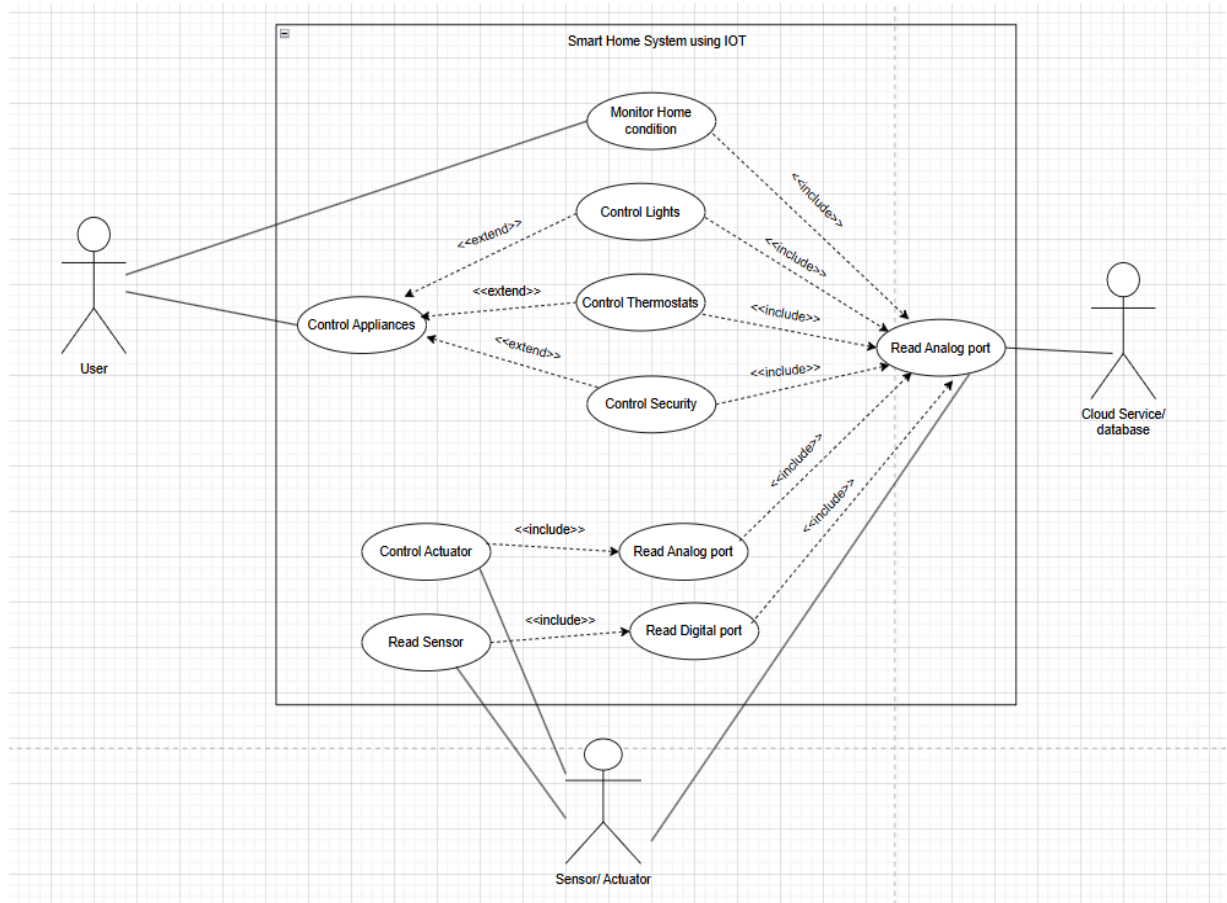 Smart Home System using IOT
Monitor Home
condition
<<include>>
Control Lights
<<extend>>
<<include>>
<<extend>>
Control Thermostats
<<include>>
Control Appliances
<<extend>>
Read Analog port
<<include>>
User
Control Security
Cloud Service/
database
<<include>>
<<include>>
Control Actuator
<<include>>
Read Analog port
Read Sensor
<<include>>
Read Digital port
Sensor/ Actuator